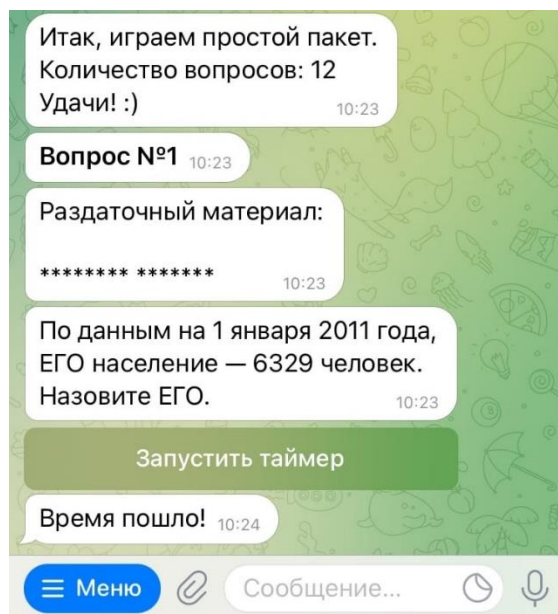 Итак, играем простой пакет.
Количество вопросов: 12
Удачи! :)
10:23
Вопрос №1 10:23
Раздаточный материал:
******** *******
10:23
По данным на 1 января 2011 года,
ЕГО население — 6329 человек.
Назовите ЕГО.
10:23
Запустить таймер
Время пошло! 10:24
Меню
Сообщение...